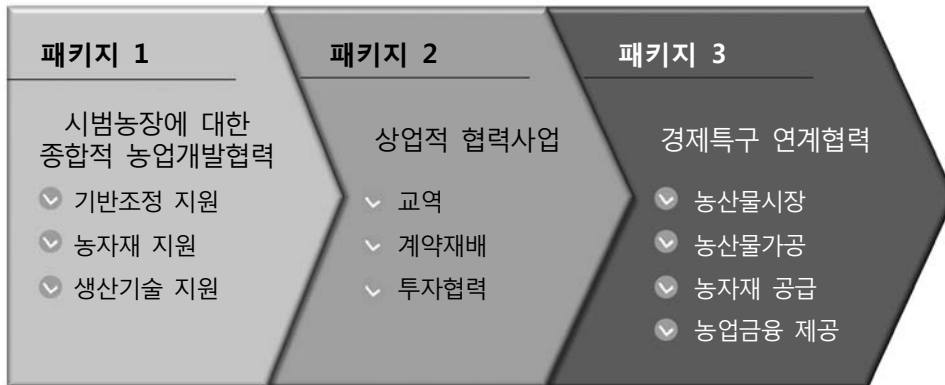 패키지 1
시범농장에 대한
종합적 농업개발협력
기반조정 지원
농자재 지원
생산기술 지원
패키지 2
상업적 협력사업
교역
계약재배
투자협력
패키지 3
경제특구 연계협력
농산물시장
농산물가공
농자재 공급
농업금융 제공